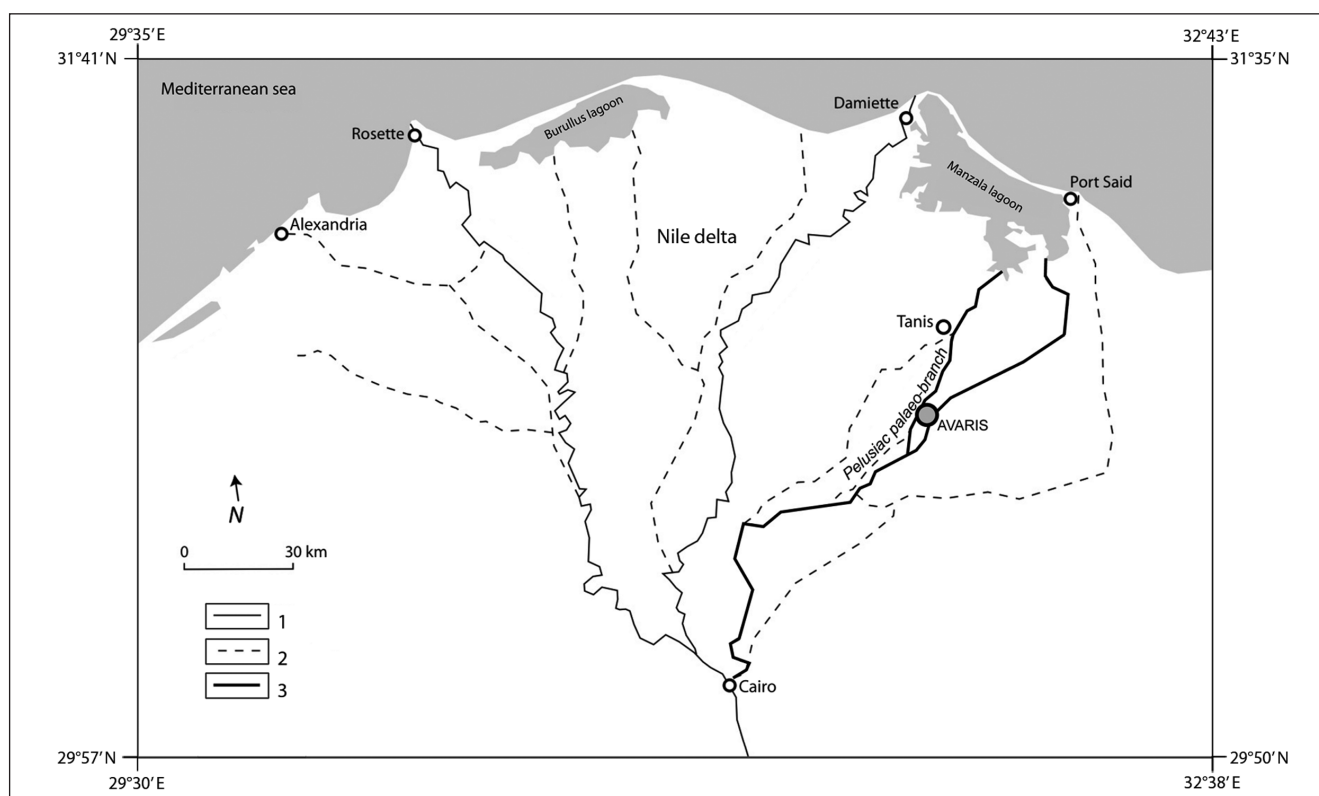 29°35′E
32°43′E
31°41′N
31°35′N
Mediterranean sea
Damiette
Burullus lagoon
Rosette
Manzala lagoon
Port Said
Alexandria
Nile delta
Tanis
Pelusiac palaeo-branch
AVARIS
N
0 30 km
1
2
3
Cairo
29°57′N
29°50′N
29°30′E
32°38′E